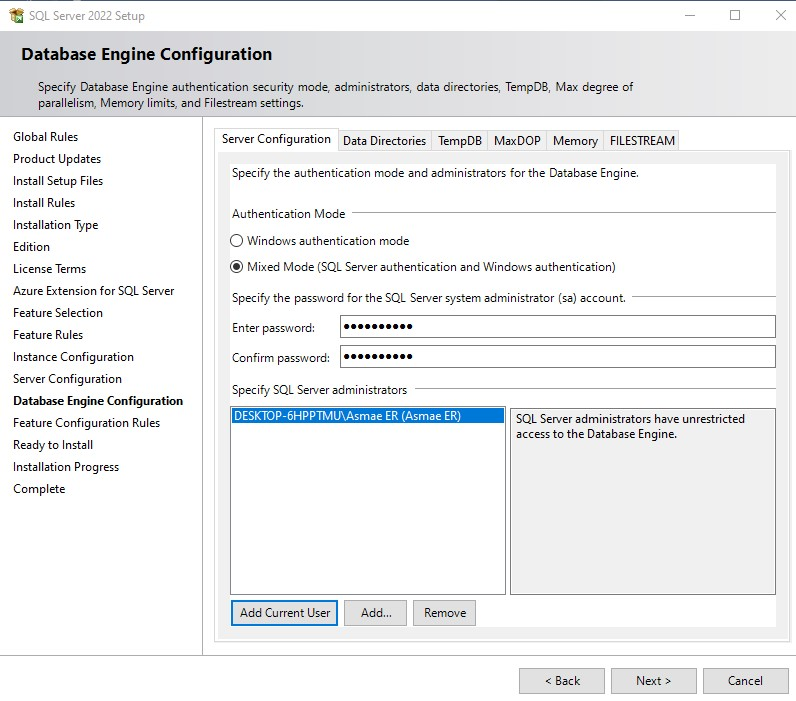 SQL Server 2022 Setup
Database Engine Configuration
Specify Database Engine authentication security mode, administrators, data directories, TempDB, Max degree of
parallelism, Memory limits, and Filestream settings.
Global Rules
Product Updates
Install Setup Files
Install Rules
Installation Type
Edition
License Terms
Azure Extension for SQL Server
Feature Selection
Feature Rules
Instance Configuration
Server Configuration
Database Engine Configuration
Feature Configuration Rules
Ready to Install
Installation Progress
Complete
Server Configuration Data Directories TempDB MaxDOP Memory FILESTREAM
Specify the authentication mode and administrators for the Database Engine.
Authentication Mode
Windows authentication mode
Mixed Mode (SQL Server authentication and Windows authentication)
Specify the password for the SQL Server system administrator (sa) account.
Enter password: ●●●●●●●●●●
Confirm password: ●●●●●●●●●●
Specify SQL Server administrators
DESKTOP-6HPPTMU\Asmae ER (Asmae ER)
SQL Server administrators have unrestricted
access to the Database Engine.
Add Current User Add... Remove
< Back Next > Cancel